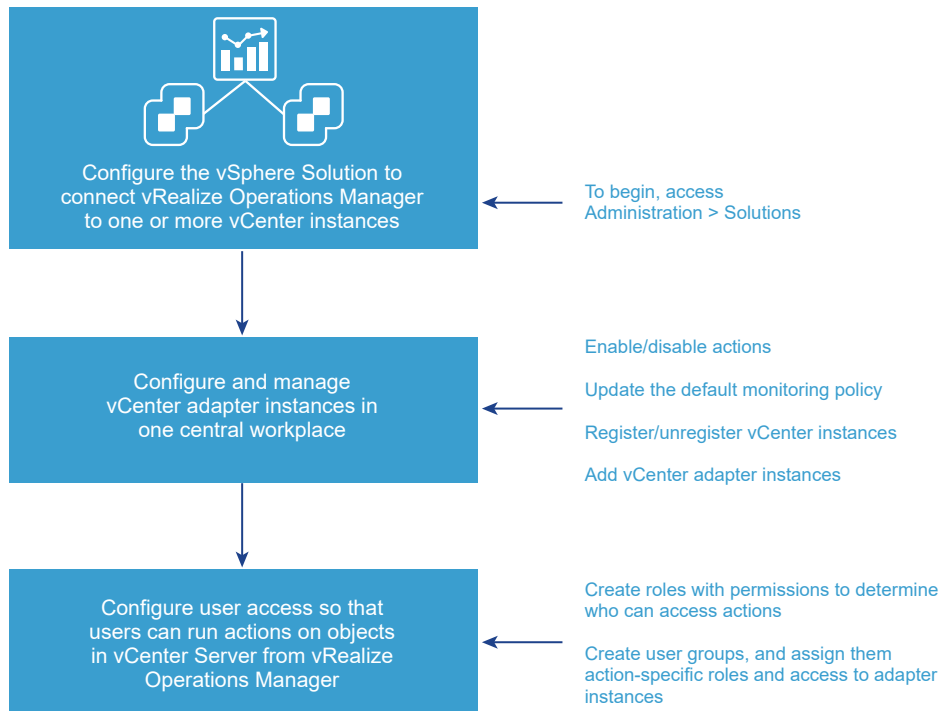 Configure the vSphere Solution to
connect vRealize Operations Manager
to one or more vCenter instances
To begin, access
Administration > Solutions
Configure and manage
vCenter adapter instances in
one central workplace
Enable/disable actions
Update the default monitoring policy
Register/unregister vCenter instances
Add vCenter adapter instances
Configure user access so that
users can run actions on objects
in vCenter Server from vRealize
Operations Manager
Create roles with permissions to determine
who can access actions
Create user groups, and assign them
action-specific roles and access to adapter
instances